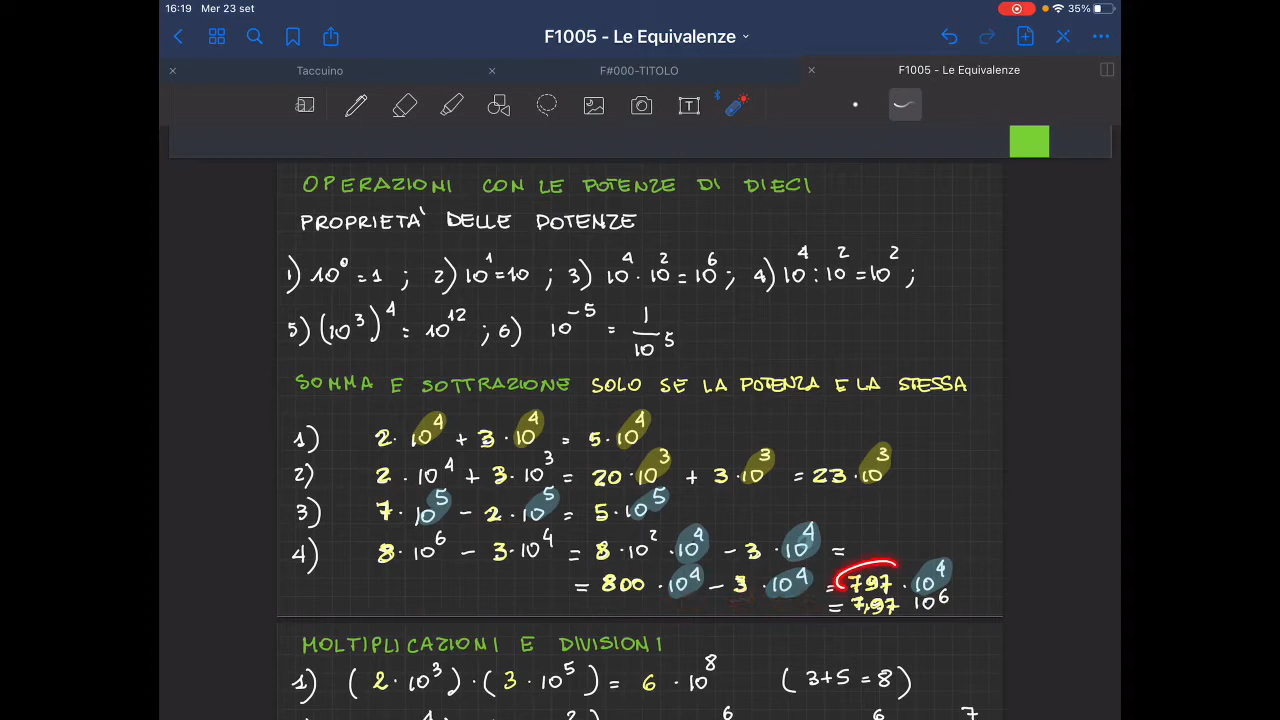 16:19 Mer 23 set 35%
F1005 - Le Equivalenze
Taccuino F#000-TITOLO F1005 - Le Equivalenze
OPERAZIONI CON LE POTENZE DI DIECI
PROPRIETA' DELLE POTENZE
1) 10⁰ = 1 ; 2) 10¹ = 10 ; 3) 10⁴ · 10² = 10⁶ ; 4) 10⁴ : 10² = 10² ;
5) (10³)⁴ = 10¹² ; 6) 10⁻⁵ = 1/10⁵
SOMMA E SOTTRAZIONE SOLO SE LA POTENZA E LA STESSA
1) 2 · 10⁴ + 3 · 10⁴ = 5 · 10⁴
2) 2 · 10⁴ + 3 · 10³ = 20 · 10³ + 3 · 10³ = 23 · 10³
3) 7 · 10⁵ - 2 · 10⁵ = 5 · 10⁵
4) 8 · 10⁶ - 3 · 10⁴ = 8 · 10² · 10⁴ - 3 · 10⁴ =
= 800 · 10⁴ - 3 · 10⁴ = 797 · 10⁴
= 7,97 10⁶
MOLTIPLICAZIONI E DIVISIONI
1) (2 · 10³) · (3 · 10⁵) = 6 · 10⁸ (3+5 = 8)